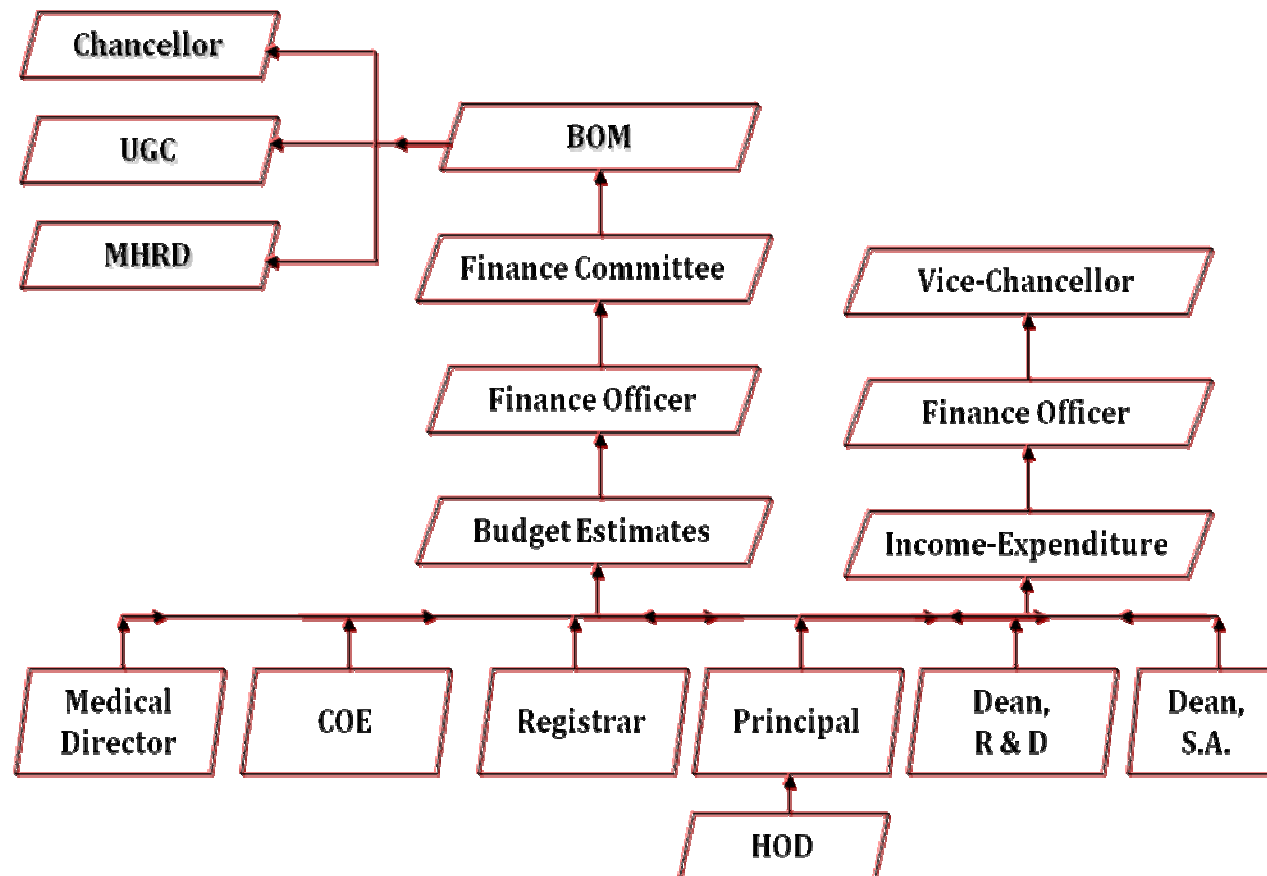 Chancellor
UGC
MHRD
BOM
Finance Committee
Finance Officer
Budget Estimates
Vice-Chancellor
Finance Officer
Income-Expenditure
Medical
Director
COE
Registrar
Principal
Dean,
R & D
Dean,
S.A.
HOD